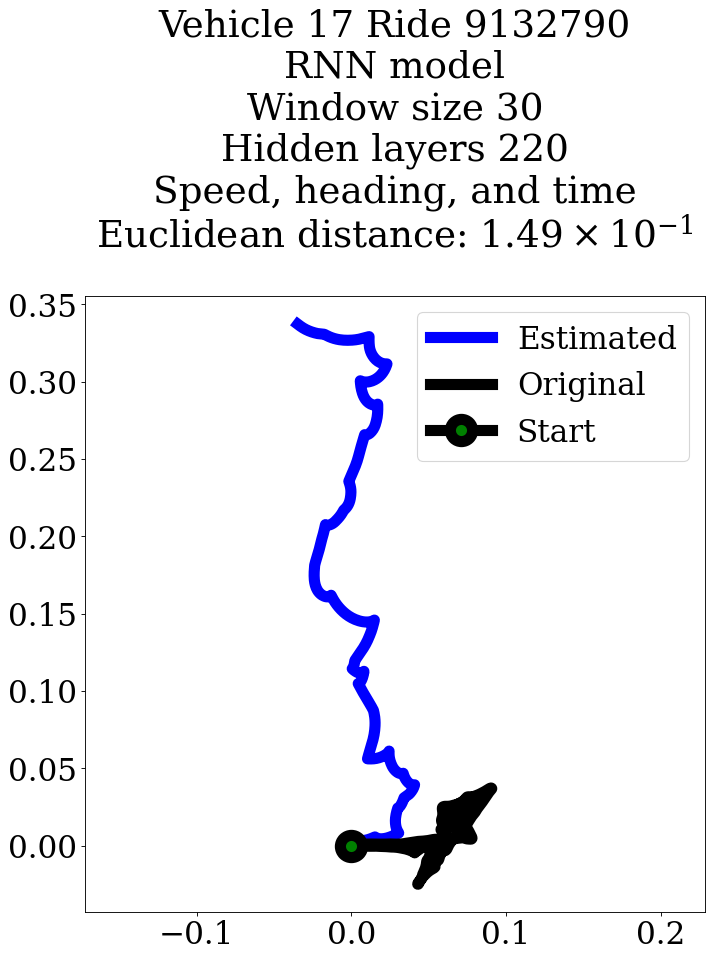 Vehicle 17 Ride 9132790
RNN model
Window size 30
Hidden layers 220
Speed, heading, and time
Euclidean distance: 1.49 × 10⁻¹
0.35
0.30
0.25
0.20
0.15
0.10
0.05
0.00
Estimated
Original
Start
−0.1
0.0
0.1
0.2